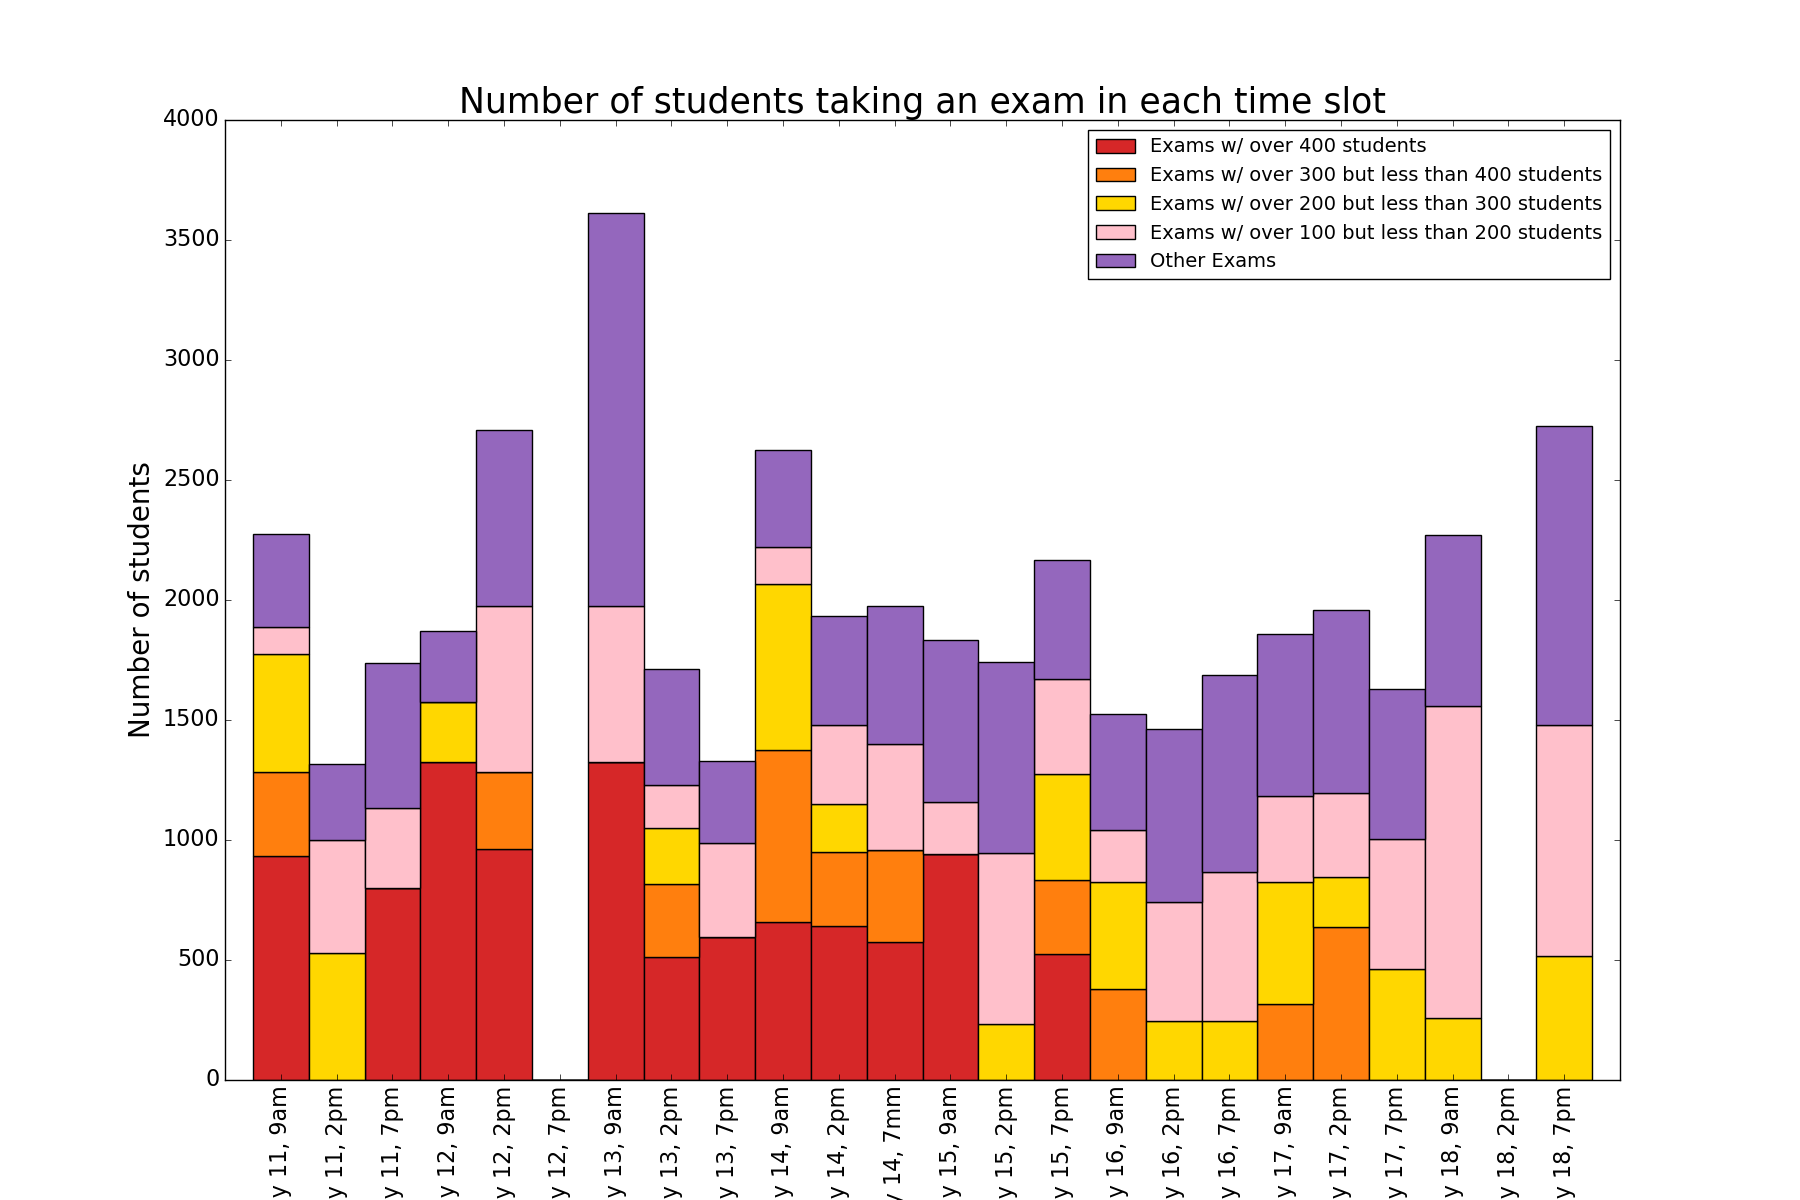 Number of students taking an exam in each time slot
Exams w/ over 400 students
Exams w/ over 300 but less than 400 students
Exams w/ over 200 but less than 300 students
Exams w/ over 100 but less than 200 students
Other Exams
Number of students
4000
3500
3000
2500
2000
1500
1000
500
0
y 11, 9am
y 11, 2pm
y 11, 7pm
y 12, 9am
y 12, 2pm
y 12, 7pm
y 13, 9am
y 13, 2pm
y 13, 7pm
y 14, 9am
y 14, 2pm
y 14, 7mm
y 15, 9am
y 15, 2pm
y 15, 7pm
y 16, 9am
y 16, 2pm
y 16, 7pm
y 17, 9am
y 17, 2pm
y 17, 7pm
y 18, 9am
y 18, 2pm
y 18, 7pm